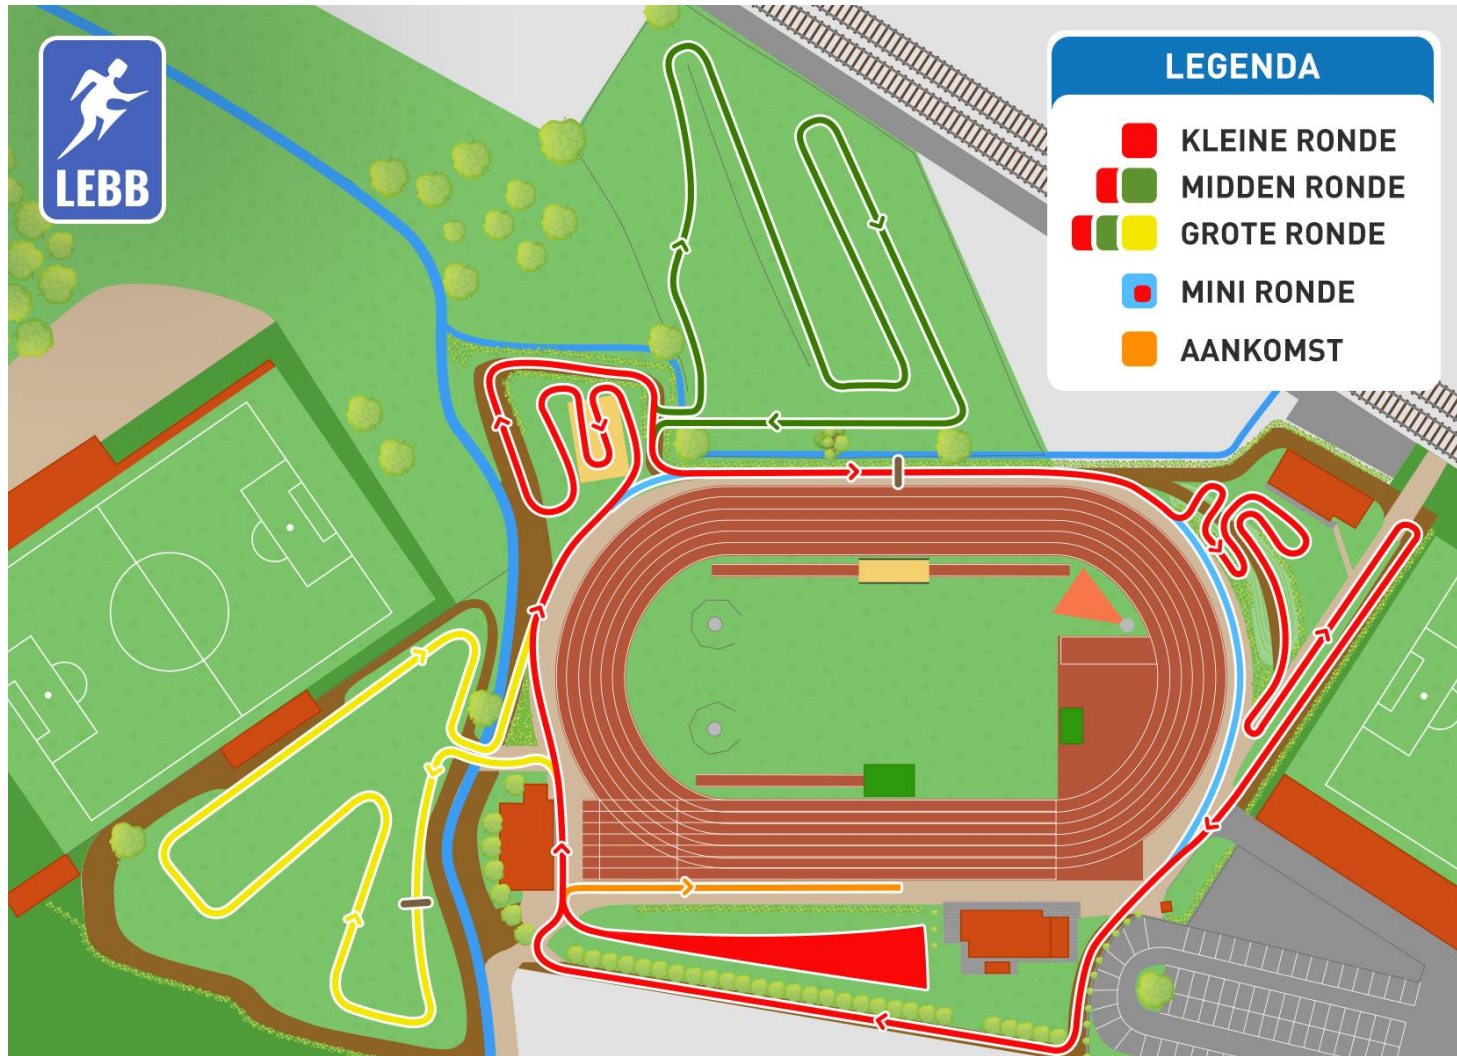 LEBB
LEGENDA
KLEINE RONDE
MIDDEN RONDE
GROTE RONDE
MINI RONDE
AANKOMST